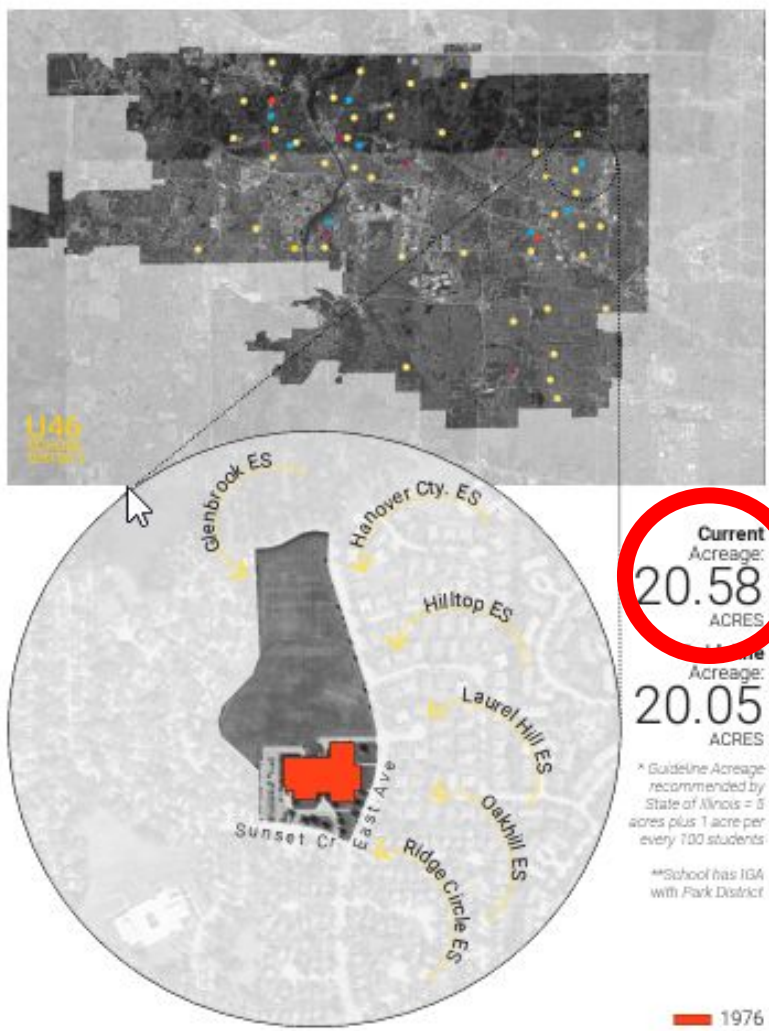 U46
Glenbrook ES
Hanover Cty. ES
Hilltop ES
Laurel Hill ES
Oakhill ES
Ridge Circle ES
Sunset Cr
East Ave
Current
Acreage:
20.58
ACRES
Acreage:
20.05
ACRES
* Guideline Acreage
recommended by
State of Illinois = 5
acres plus 1 acre per
every 100 students
**School has IGA
with Park District
1976